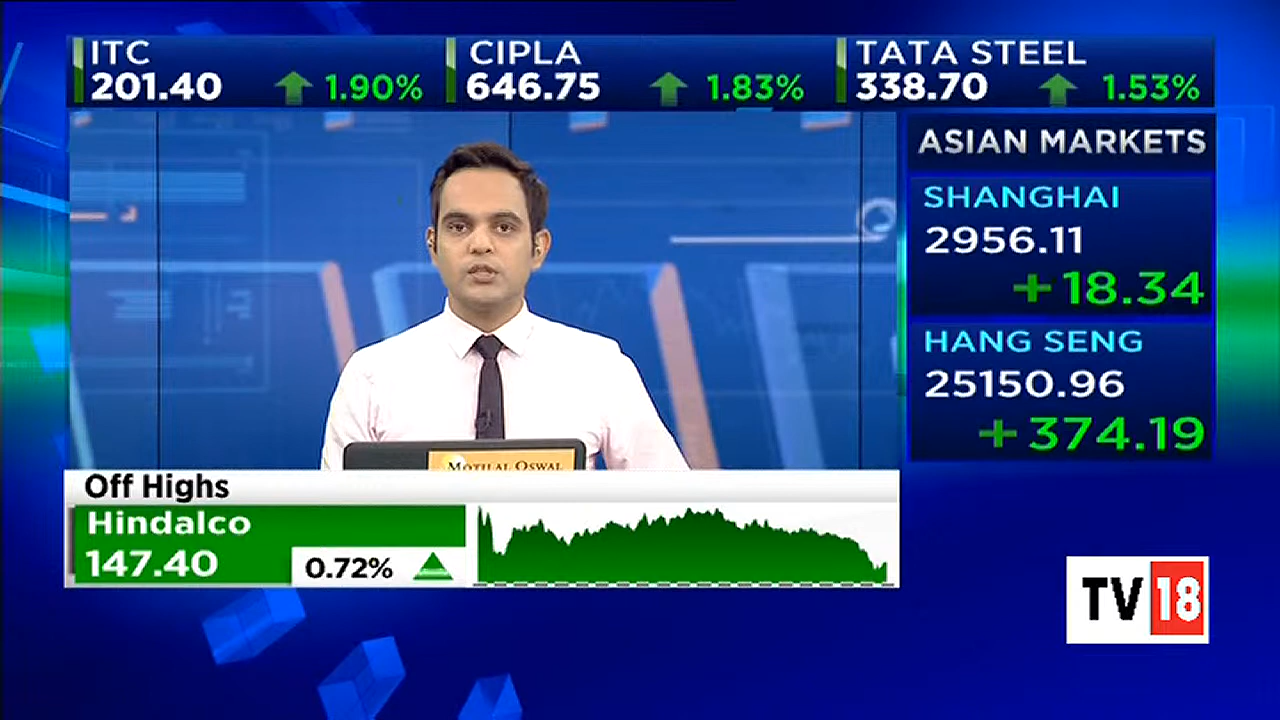 ITC
201.40 1.90%
CIPLA
646.75 1.83%
TATA STEEL
338.70 1.53%
ASIAN MARKETS
SHANGHAI
2956.11
+18.34
HANG SENG
25150.96
+374.19
MOTILAL OSWAL
Off Highs
Hindalco
147.40 0.72%
TV18